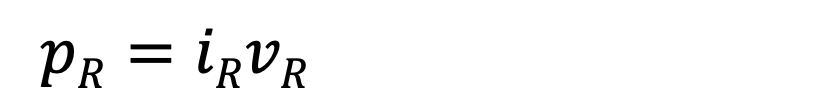 p_R = i_R v_R